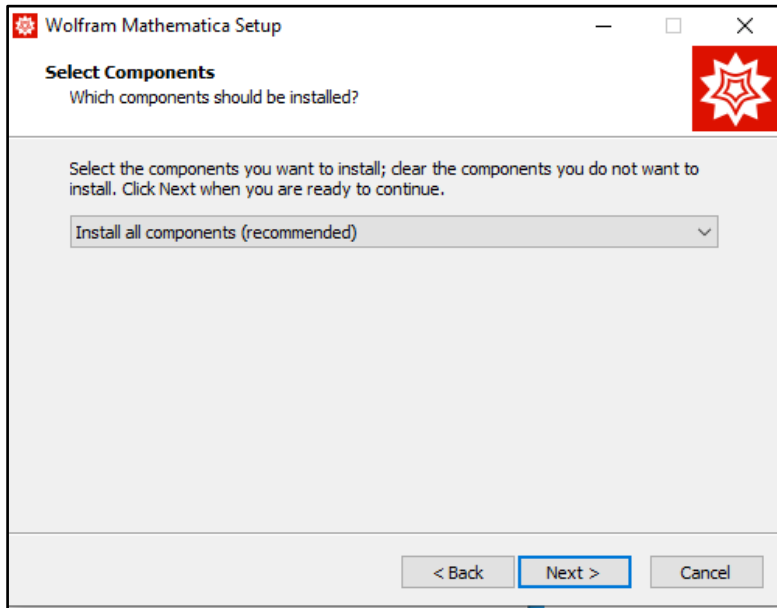 Wolfram Mathematica Setup
Select Components
Which components should be installed?
Select the components you want to install; clear the components you do not want to
install. Click Next when you are ready to continue.
Install all components (recommended)
< Back Next > Cancel